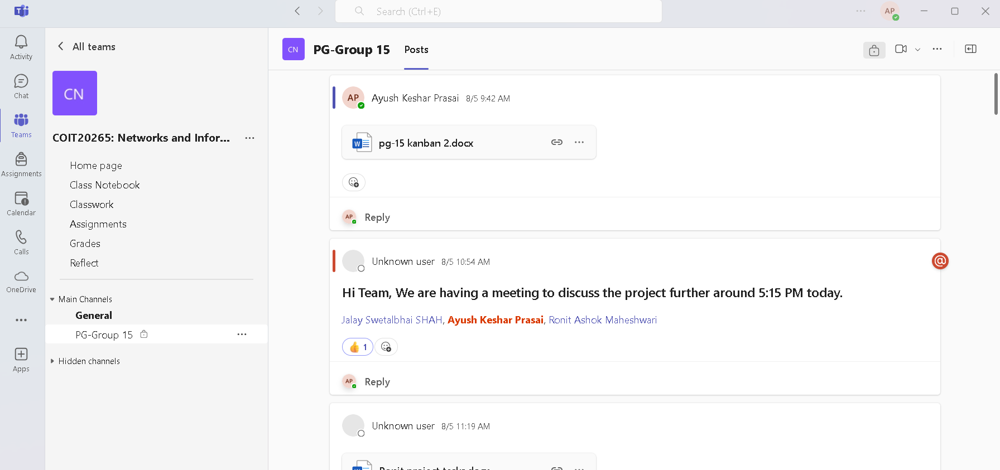 Search (Ctrl+E)
AP
Activity
Chat
Teams
Assignments
Calendar
Calls
OneDrive
Apps
All teams
CN
COIT20265: Networks and Infor...
Home page
Class Notebook
Classwork
Assignments
Grades
Reflect
Main Channels
General
PG-Group 15
Hidden channels
CN PG-Group 15 Posts
AP Ayush Keshar Prasai 8/5 9:42 AM
W pg-15 kanban 2.docx
AP Reply
Unknown user 8/5 10:54 AM
@
Hi Team, We are having a meeting to discuss the project further around 5:15 PM today.
Jalay Swetalbhai SHAH, Ayush Keshar Prasai, Ronit Ashok Maheshwari
1
AP Reply
Unknown user 8/5 11:19 AM
Ronit project tasks.docx